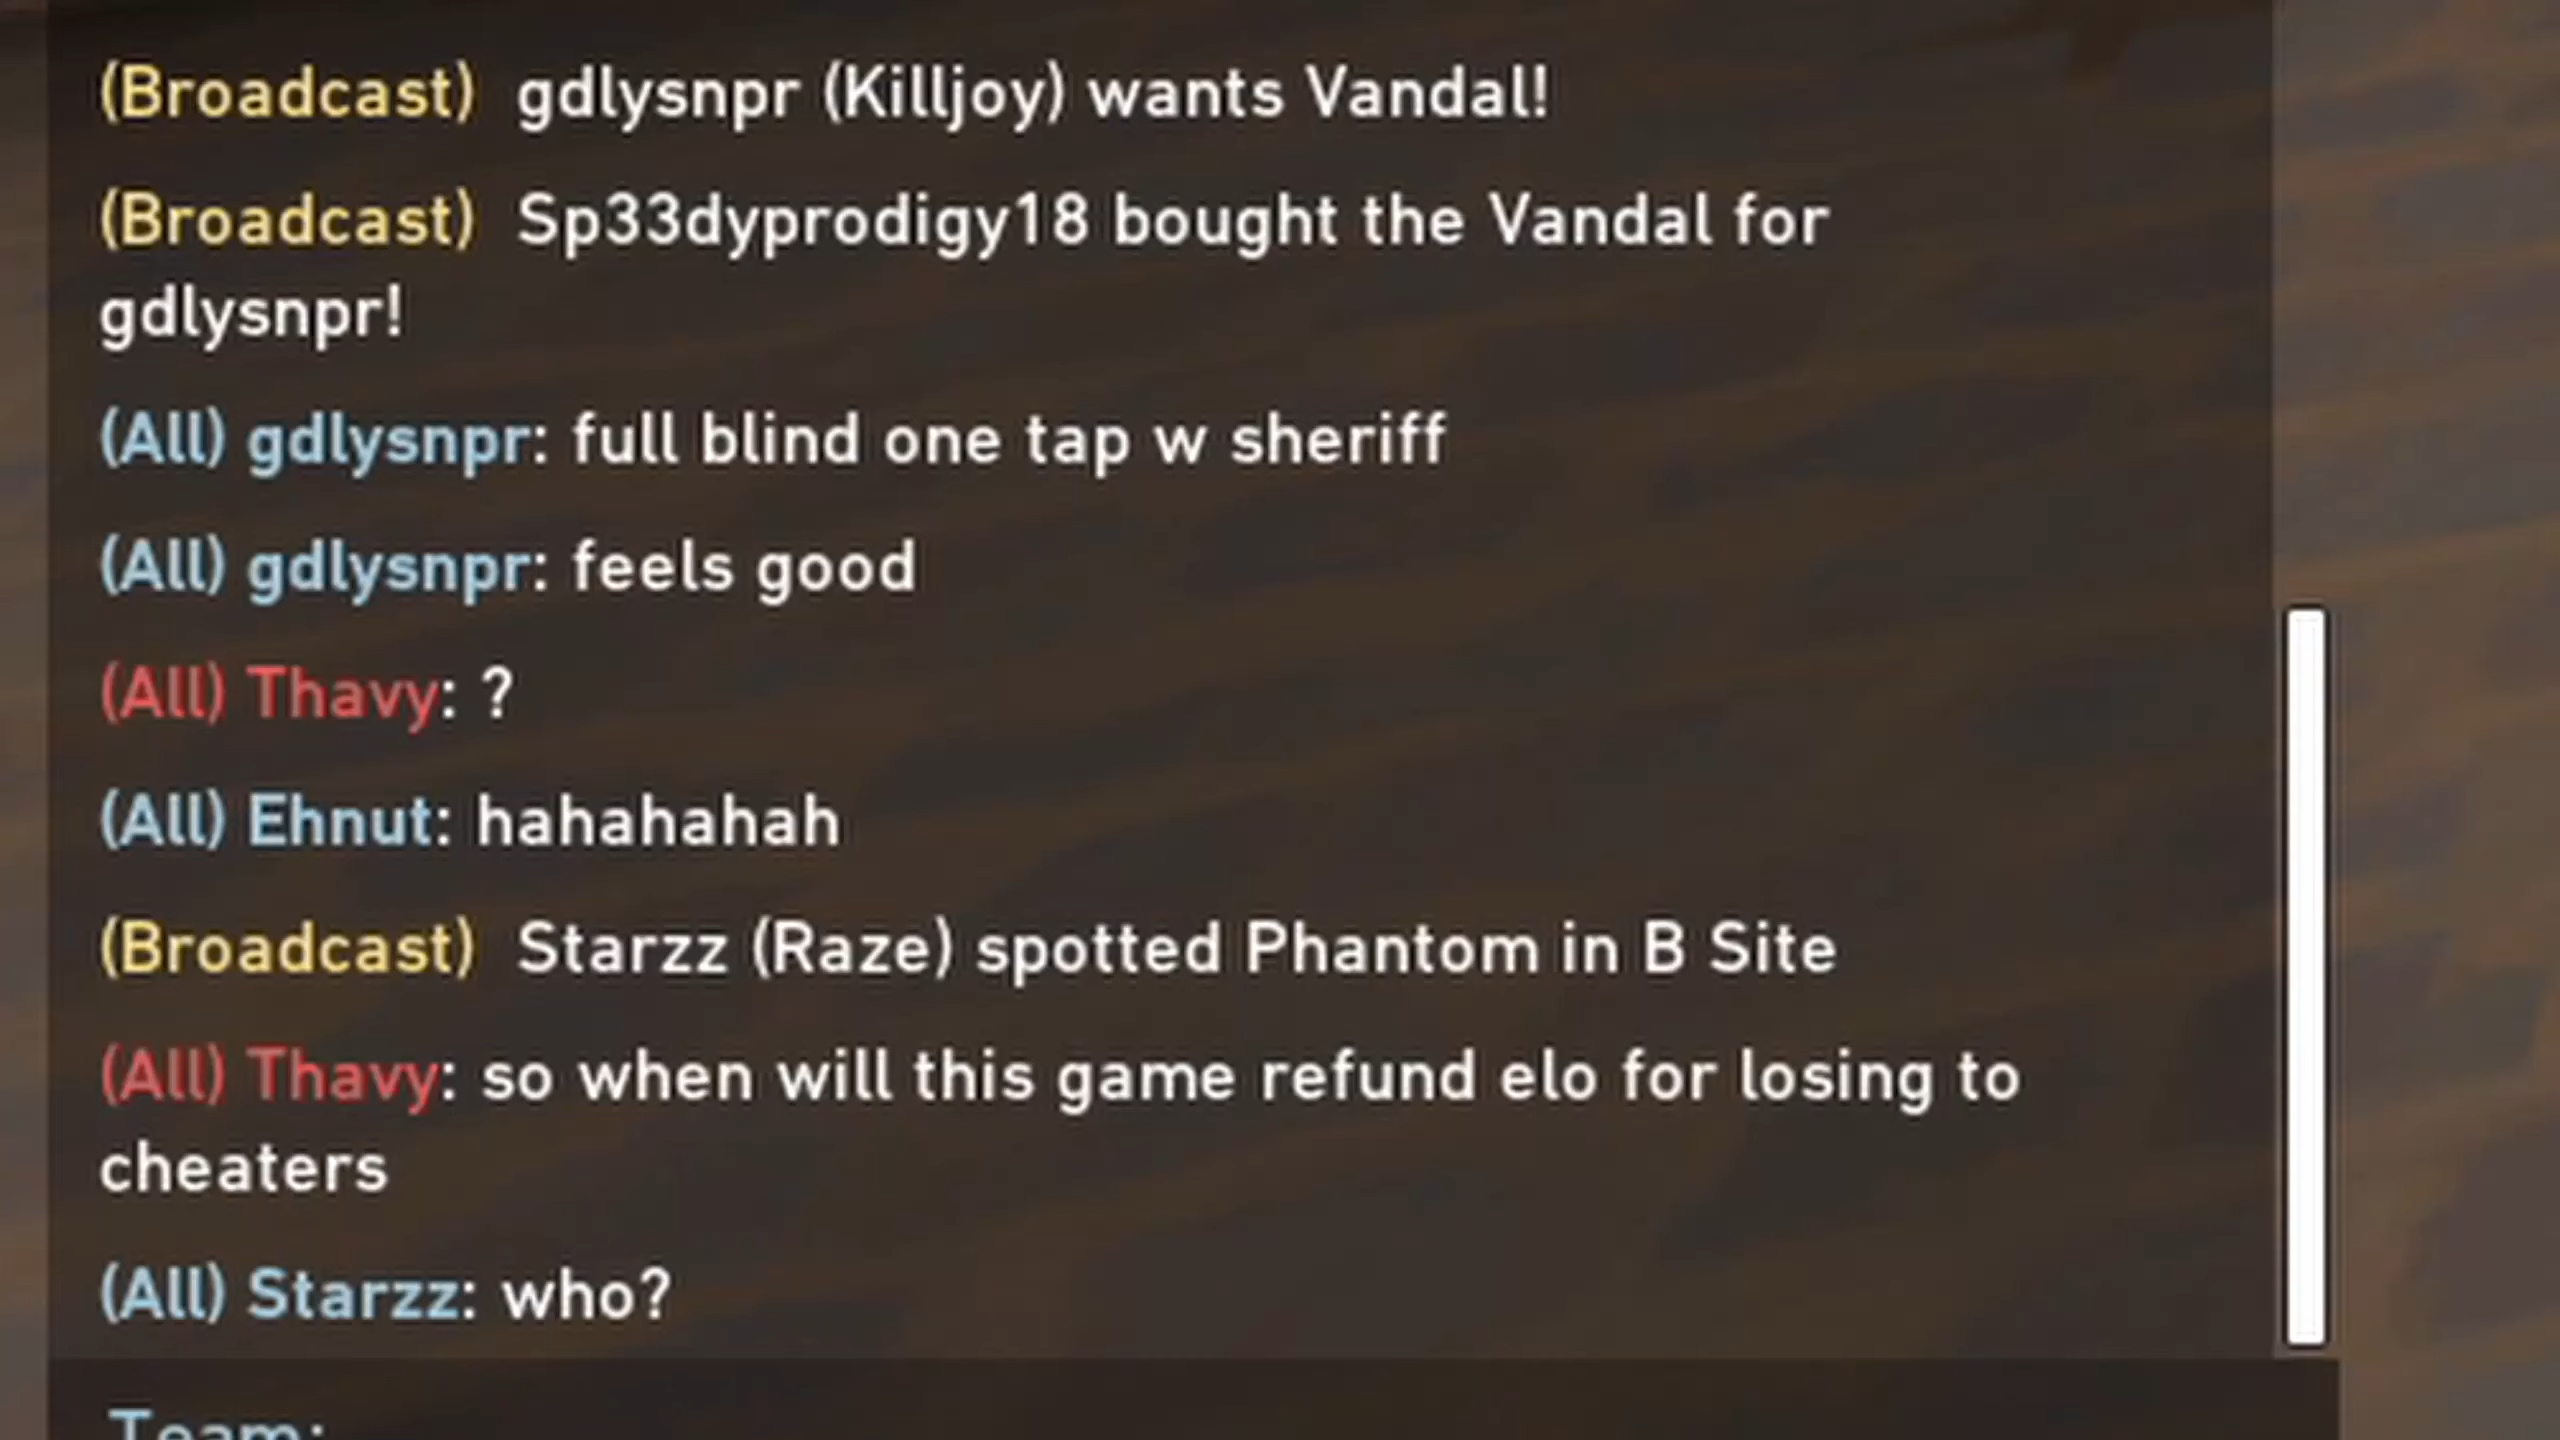 (Broadcast) gdlysnpr (Killjoy) wants Vandal!
(Broadcast) Sp33dyprodigy18 bought the Vandal for
gdlysnpr!
(All) gdlysnpr: full blind one tap w sheriff
(All) gdlysnpr: feels good
(All) Thavy: ?
(All) Ehnut: hahahahah
(Broadcast) Starzz (Raze) spotted Phantom in B Site
(All) Thavy: so when will this game refund elo for losing to
cheaters
(All) Starzz: who?
Team: